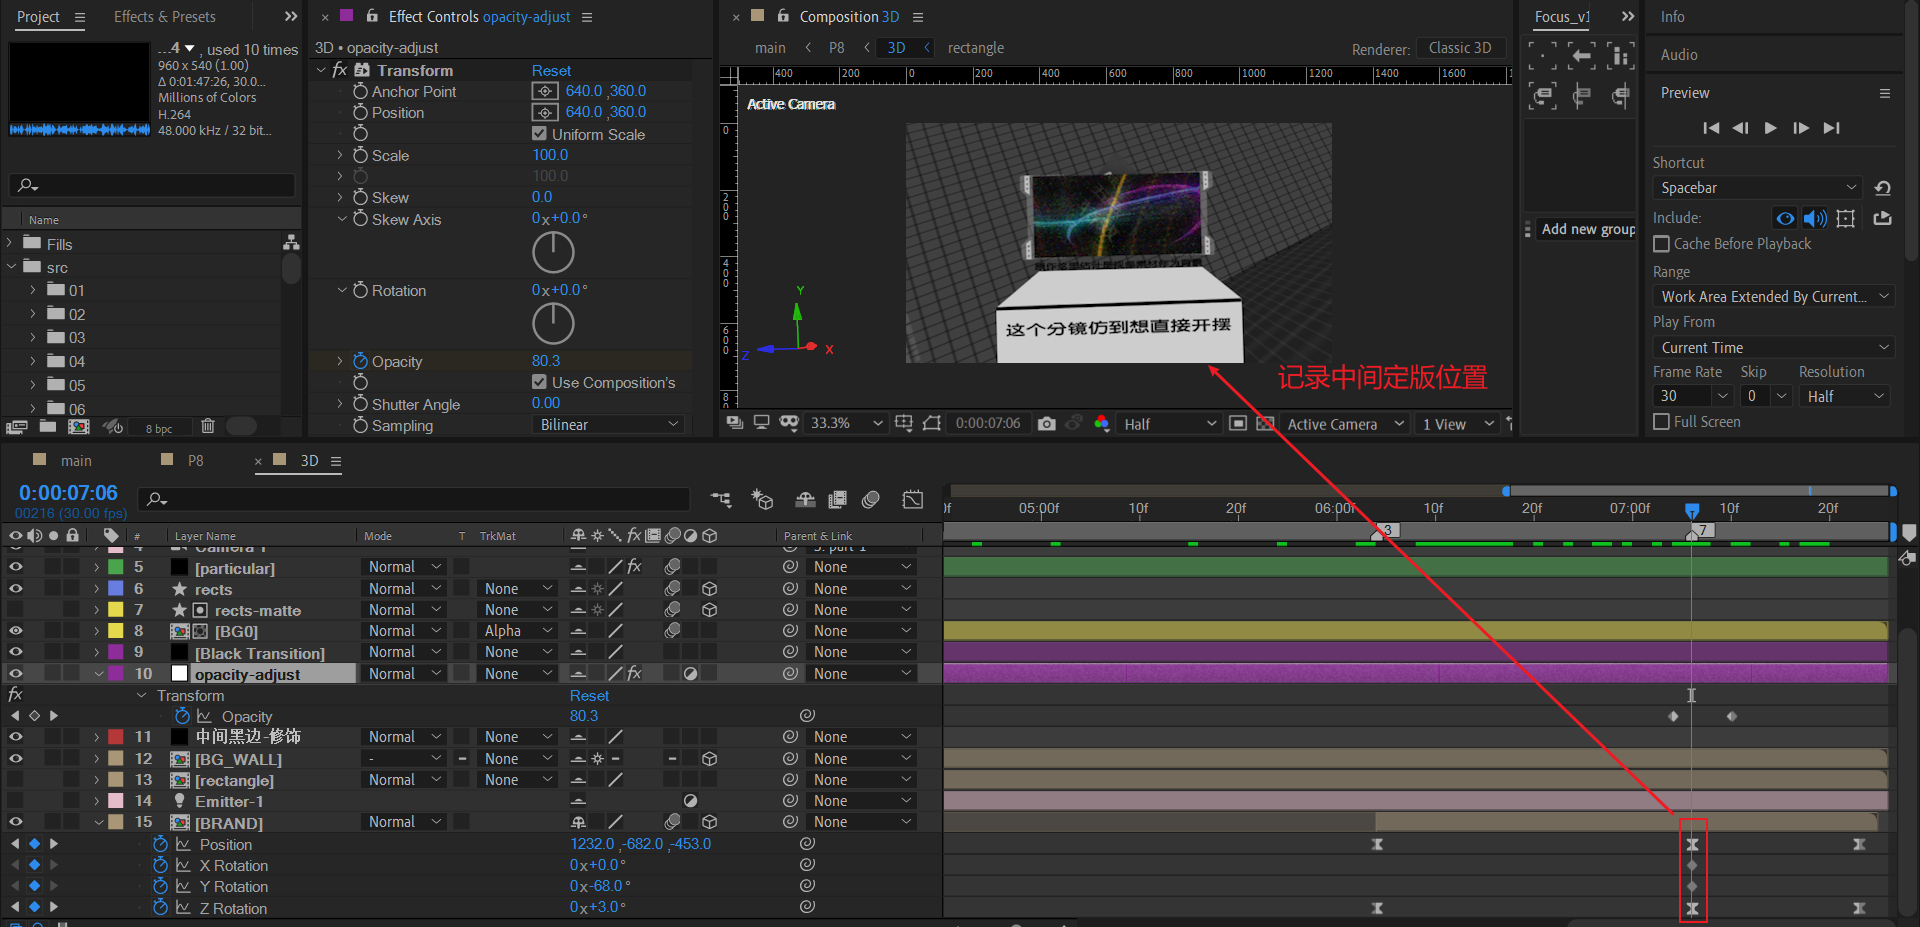 Project
Effects & Presets
Effect Controls opacity-adjust
Composition 3D
Focus_v1
Info
...4 , used 10 times
960 x 540 (1.00)
Δ 0:01:47:26, 30.0...
Millions of Colors
H.264
48.000 kHz / 32 bit...
Name
Fills
src
01
02
03
04
05
06
8 bpc
3D • opacity-adjust
fx Transform Reset
Anchor Point 640.0 ,360.0
Position 640.0 ,360.0
Uniform Scale
Scale 100.0
100.0
Skew 0.0
Skew Axis 0x+0.0°
Rotation 0x+0.0°
Opacity 80.3
Use Composition's
Shutter Angle 0.00
Sampling Bilinear
main P8 3D rectangle
Renderer: Classic 3D
400 200 0 200 400 600 800 1000 1200 1400 1600
Active Camera
这个分镜仿到想直接开摆
记录中间定版位置
Y
Z
X
33.3% 0:00:07:06 Half Active Camera 1 View
Add new group
Audio
Preview
Shortcut
Spacebar
Include:
Cache Before Playback
Range
Work Area Extended By Current...
Play From
Current Time
Frame Rate Skip Resolution
30 0 Half
Full Screen
main P8 3D
0:00:07:06
00216 (30.00 fps)
05:00f 10f 20f 06:00f 10f 20f 07:00f 10f 20f
3 7
# Layer Name Mode T TrkMat Parent & Link
4 Camera 1 3. part-1
5 [particular] Normal fx None
6 rects Normal None None
7 rects-matte Normal None None
8 [BG0] Normal Alpha None
9 [Black Transition] Normal None None
10 opacity-adjust Normal None fx None
fx Transform Reset
Opacity 80.3
11 中间黑边-修饰 Normal None None
12 [BG_WALL] - None None
13 [rectangle] Normal None None
14 Emitter-1 None
15 [BRAND] Normal None
Position 1232.0 ,-682.0 ,-453.0
X Rotation 0x+0.0°
Y Rotation 0x-68.0°
Z Rotation 0x+3.0°